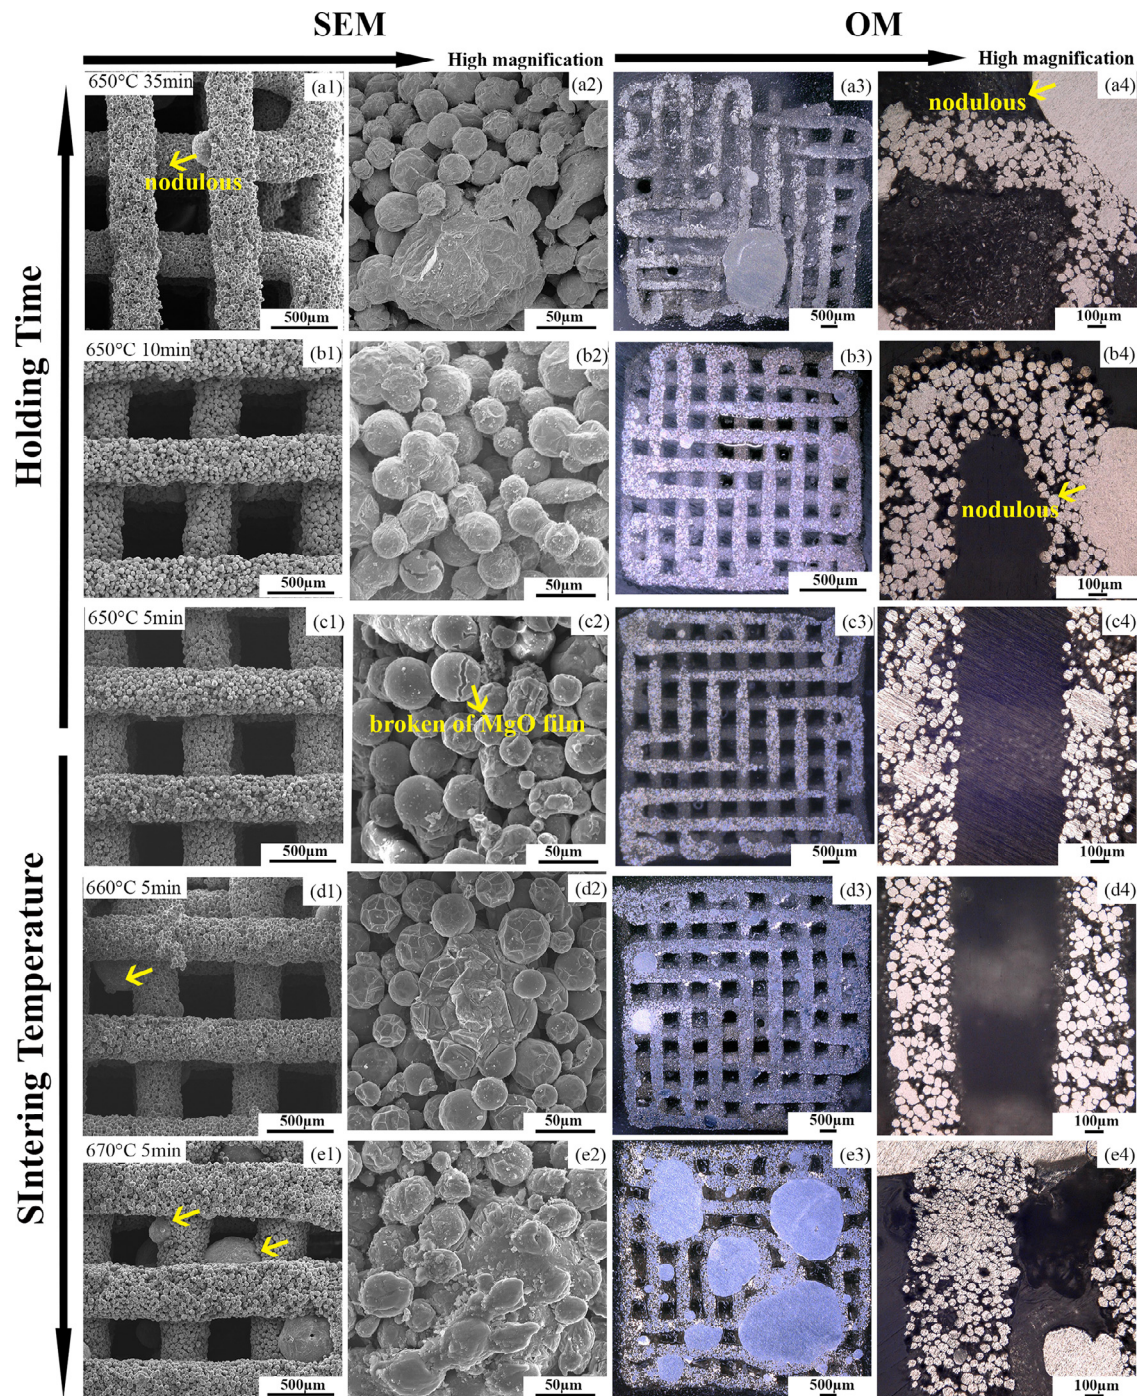 SEM
OM
High magnification
High magnification
Holding Time
SIntering Temperature
650°C 35min
(a1)
nodulous
500μm
(a2)
50μm
(a3)
500μm
(a4)
nodulous
100μm
650°C 10min
(b1)
500μm
(b2)
50μm
(b3)
500μm
(b4)
nodulous
100μm
650°C 5min
(c1)
500μm
(c2)
broken of MgO film
50μm
(c3)
500μm
(c4)
100μm
660°C 5min
(d1)
500μm
(d2)
50μm
(d3)
500μm
(d4)
100μm
670°C 5min
(e1)
500μm
(e2)
50μm
(e3)
500μm
(e4)
100μm